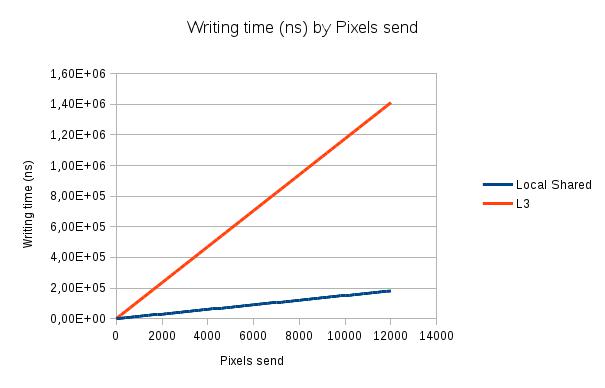 Writing time (ns) by Pixels send
1,60E+06
1,40E+06
1,20E+06
1,00E+06
8,00E+05
6,00E+05
4,00E+05
2,00E+05
0,00E+00
Writing time (ns)
0 2000 4000 6000 8000 10000 12000 14000
Pixels send
Local Shared
L3